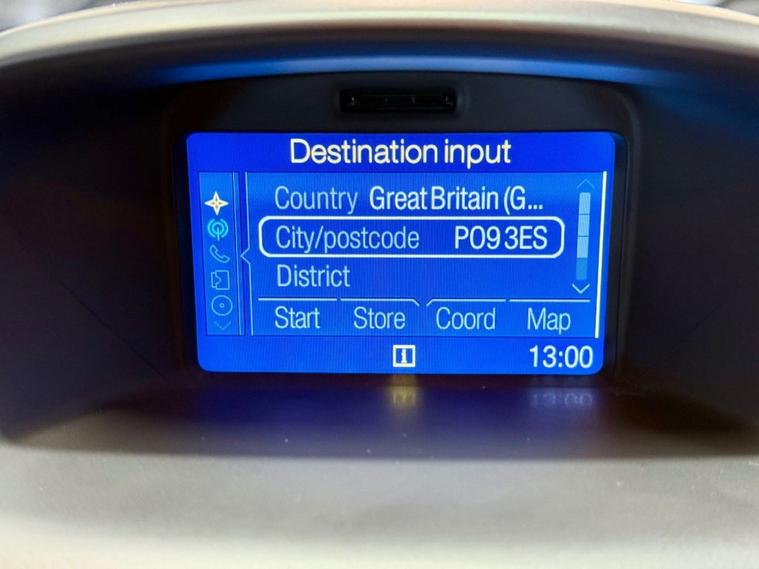 Destination input
Country Great Britain (G...
City/postcode PO9 3ES
District
Start Store Coord Map
i 13:00